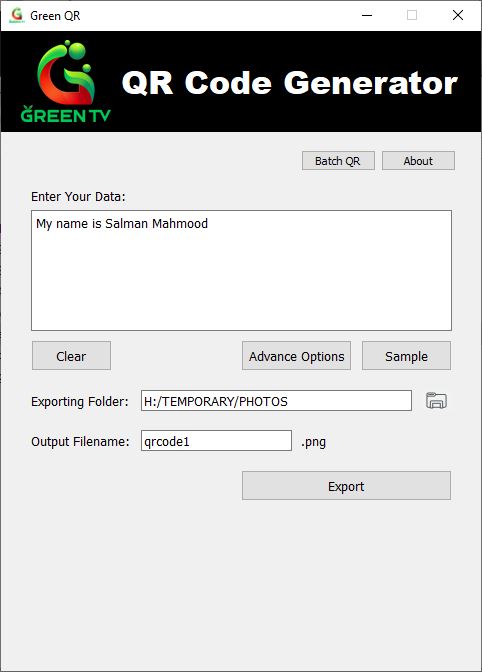 Green QR
GREEN TV
QR Code Generator
Batch QR About
Enter Your Data:
My name is Salman Mahmood
Clear Advance Options Sample
Exporting Folder: H:/TEMPORARY/PHOTOS
Output Filename: qrcode1 .png
Export